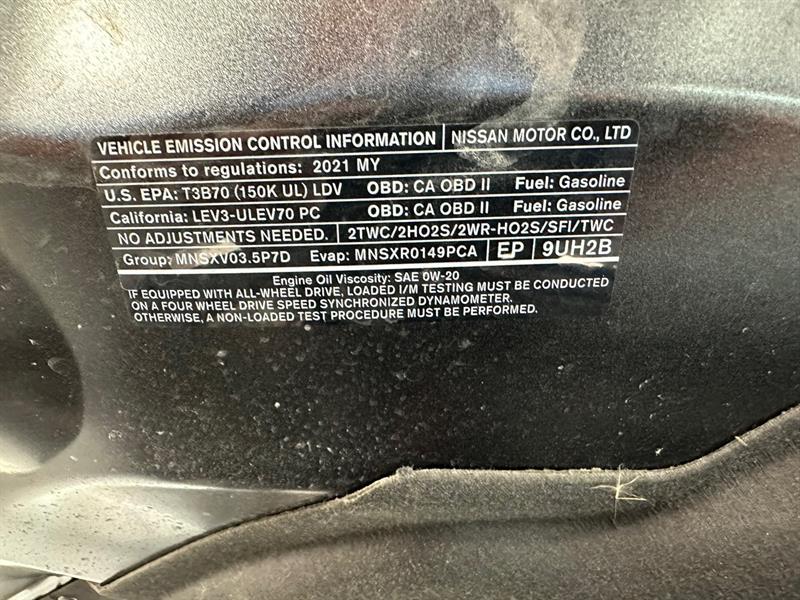 VEHICLE EMISSION CONTROL INFORMATION NISSAN MOTOR CO., LTD
Conforms to regulations: 2021 MY
U.S. EPA: T3B70 (150K UL) LDV OBD: CA OBD II Fuel: Gasoline
California: LEV3-ULEV70 PC OBD: CA OBD II Fuel: Gasoline
NO ADJUSTMENTS NEEDED. 2TWC/2HO2S/2WR-HO2S/SFI/TWC
Group: MNSXV03.5P7D Evap: MNSXR0149PCA EP 9UH2B
Engine Oil Viscosity: SAE 0W-20
IF EQUIPPED WITH ALL-WHEEL DRIVE, LOADED I/M TESTING MUST BE CONDUCTED
ON A FOUR WHEEL DRIVE SPEED SYNCHRONIZED DYNAMOMETER.
OTHERWISE, A NON-LOADED TEST PROCEDURE MUST BE PERFORMED.